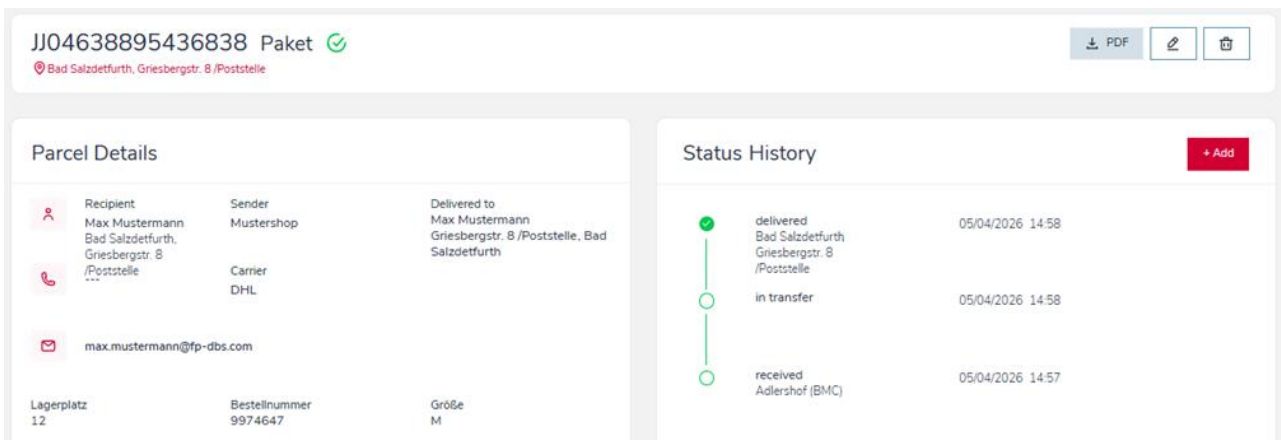 JJ04638895436838 Paket
Bad Salzdetfurth, Griesbergstr. 8 /Poststelle
PDF
Parcel Details
Recipient
Max Mustermann
Bad Salzdetfurth,
Griesbergstr. 8
/Poststelle
---
Sender
Mustershop
Carrier
DHL
Delivered to
Max Mustermann
Griesbergstr. 8 /Poststelle, Bad
Salzdetfurth
max.mustermann@fp-dbs.com
Lagerplatz
12
Bestellnummer
9974647
Größe
M
Status History
+ Add
delivered
Bad Salzdetfurth
Griesbergstr. 8
/Poststelle
05/04/2026 14:58
in transfer
05/04/2026 14:58
received
Adlershof (BMC)
05/04/2026 14:57